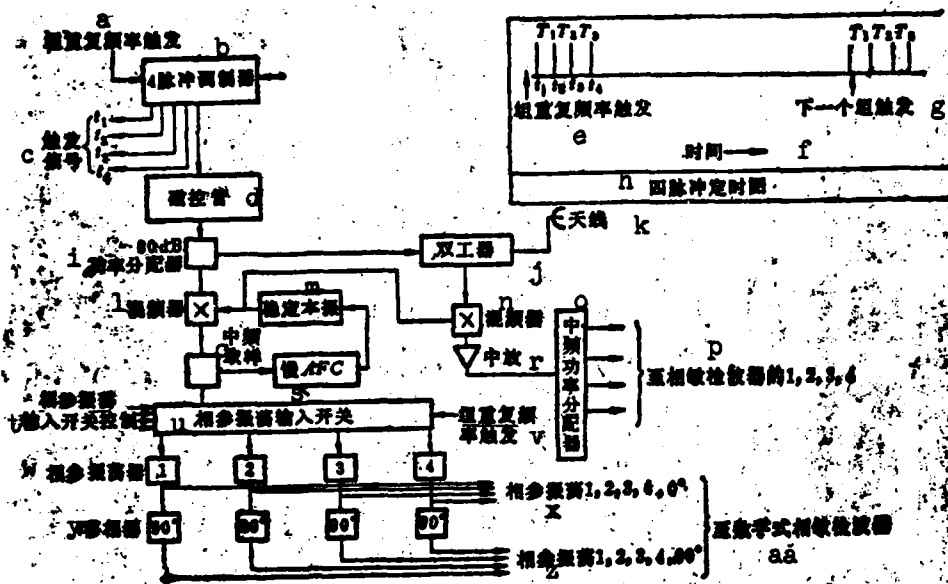 a
组重复频率触发
b
4脉冲调制器
c
触发
信号
t₁
t₂
t₃
t₄
磁控管 d
T₁ T₂ T₃
T₁ T₂ T₃
t₁ t₂ t₃ t₄
组重复频率触发
下一个组触发 g
e
时间 f
h 四脉冲定时图
30dB
i 功率分配器
双工器
j
天线
k
l 混频器
m
稳定本振
n
混频器
中频
取样
慢AFC
s
中放 r
o
中频功率分配器
p
至相敏检波器的1,2,3,4
相参振荡
t 输入开关控制
u 相参振荡输入开关
组重复频
率触发 v
w 相参振荡器
1
2
3
4
相参振荡1,2,3,4,0°
x
y 移相器
90°
90°
90°
90°
相参振荡1,2,3,4,90°
z
至数字式相敏检波器
aa